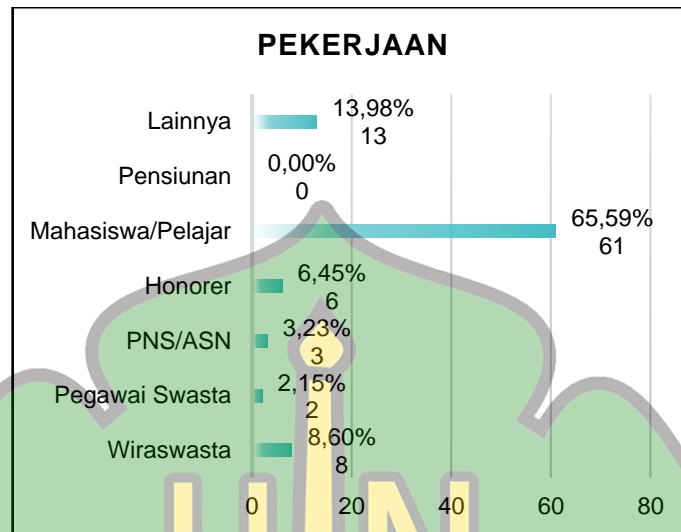 PEKERJAAN
Lainnya
13,98%
13
Pensiunan
0,00%
0
Mahasiswa/Pelajar
65,59%
61
Honorer
6,45%
6
PNS/ASN
3,23%
3
Pegawai Swasta
2,15%
2
Wiraswasta
8,60%
8
0 20 40 60 80
UIN